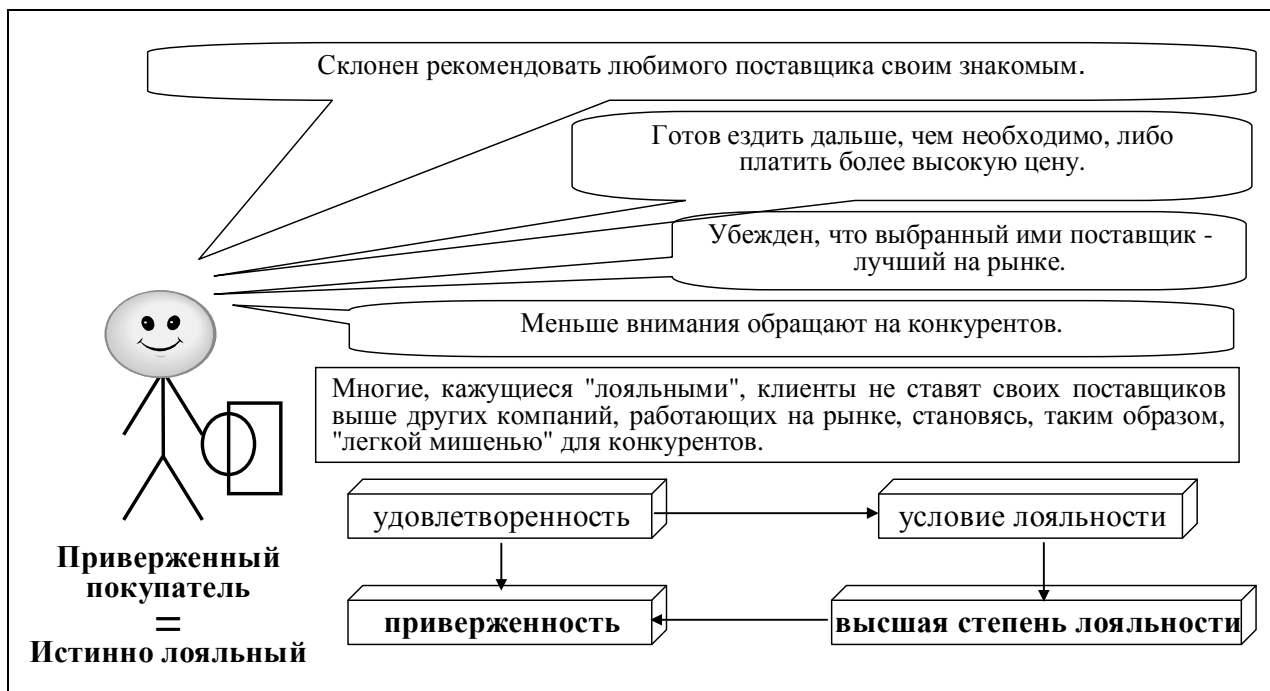 Склонен рекомендовать любимого поставщика своим знакомым.
Готов ездить дальше, чем необходимо, либо
платить более высокую цену.
Убежден, что выбранный ими поставщик -
лучший на рынке.
Меньше внимания обращают на конкурентов.
Многие, кажущиеся "лояльными", клиенты не ставят своих поставщиков
выше других компаний, работающих на рынке, становясь, таким образом,
"легкой мишенью" для конкурентов.
удовлетворенность
условие лояльности
приверженность
высшая степень лояльности
Приверженный
покупатель
=
Истинно лояльный